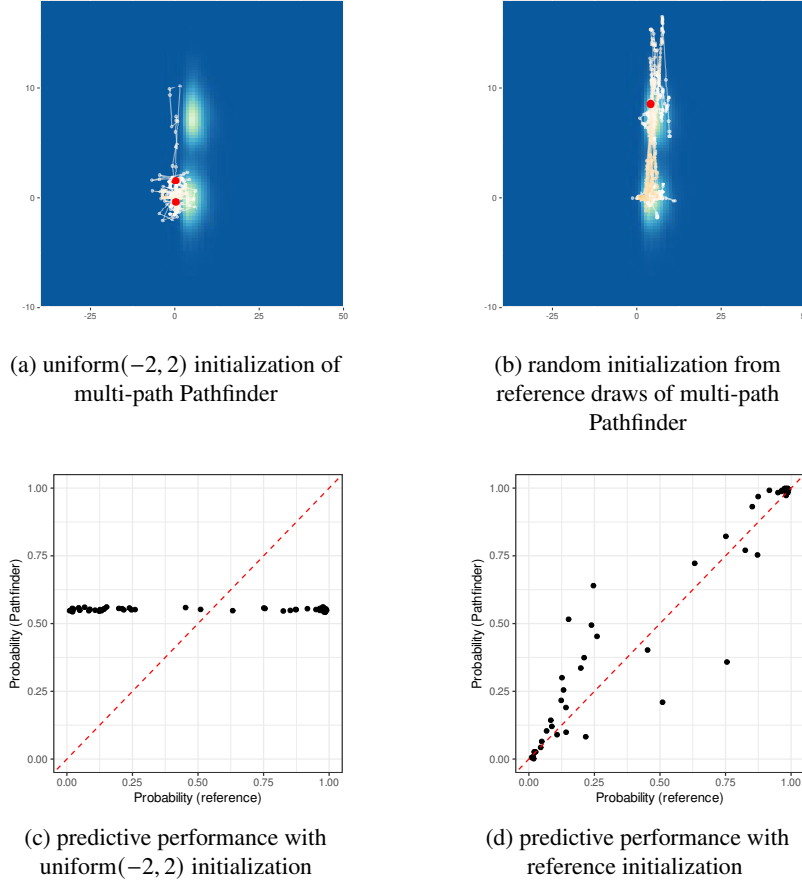 10
0
-10
-25
0
25
50
10
0
-10
-25
0
25
50
(a) uniform(−2, 2) initialization of
multi-path Pathfinder
(b) random initialization from
reference draws of multi-path
Pathfinder
1.00
0.75
0.50
0.25
0.00
Probability (Pathfinder)
0.00
0.25
0.50
0.75
1.00
Probability (reference)
1.00
0.75
0.50
0.25
0.00
Probability (Pathfinder)
0.00
0.25
0.50
0.75
1.00
Probability (reference)
(c) predictive performance with
uniform(−2, 2) initialization
(d) predictive performance with
reference initialization